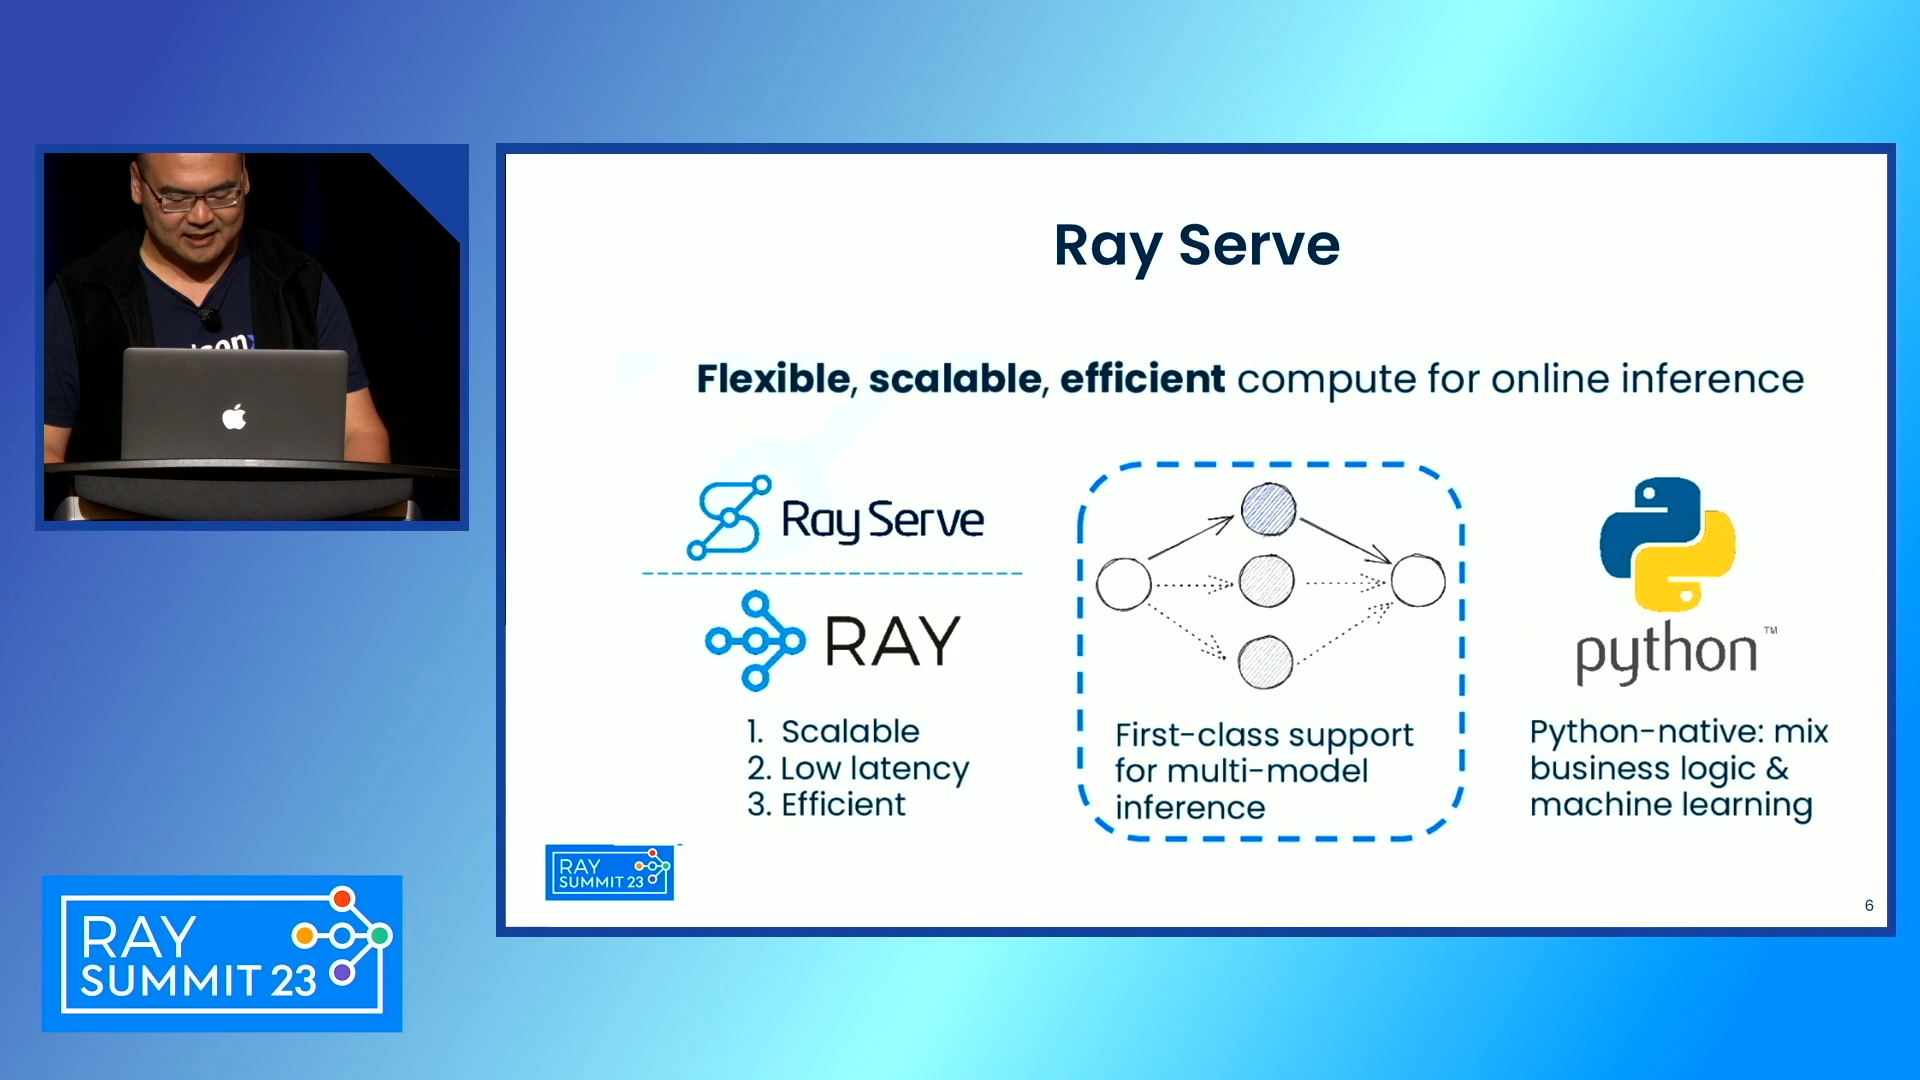 Ray Serve
Flexible, scalable, efficient compute for online inference
Ray Serve
RAY
1. Scalable
2. Low latency
3. Efficient
First-class support
for multi-model
inference
python™
Python-native: mix
business logic &
machine learning
RAY
SUMMIT 23
6
RAY
SUMMIT 23